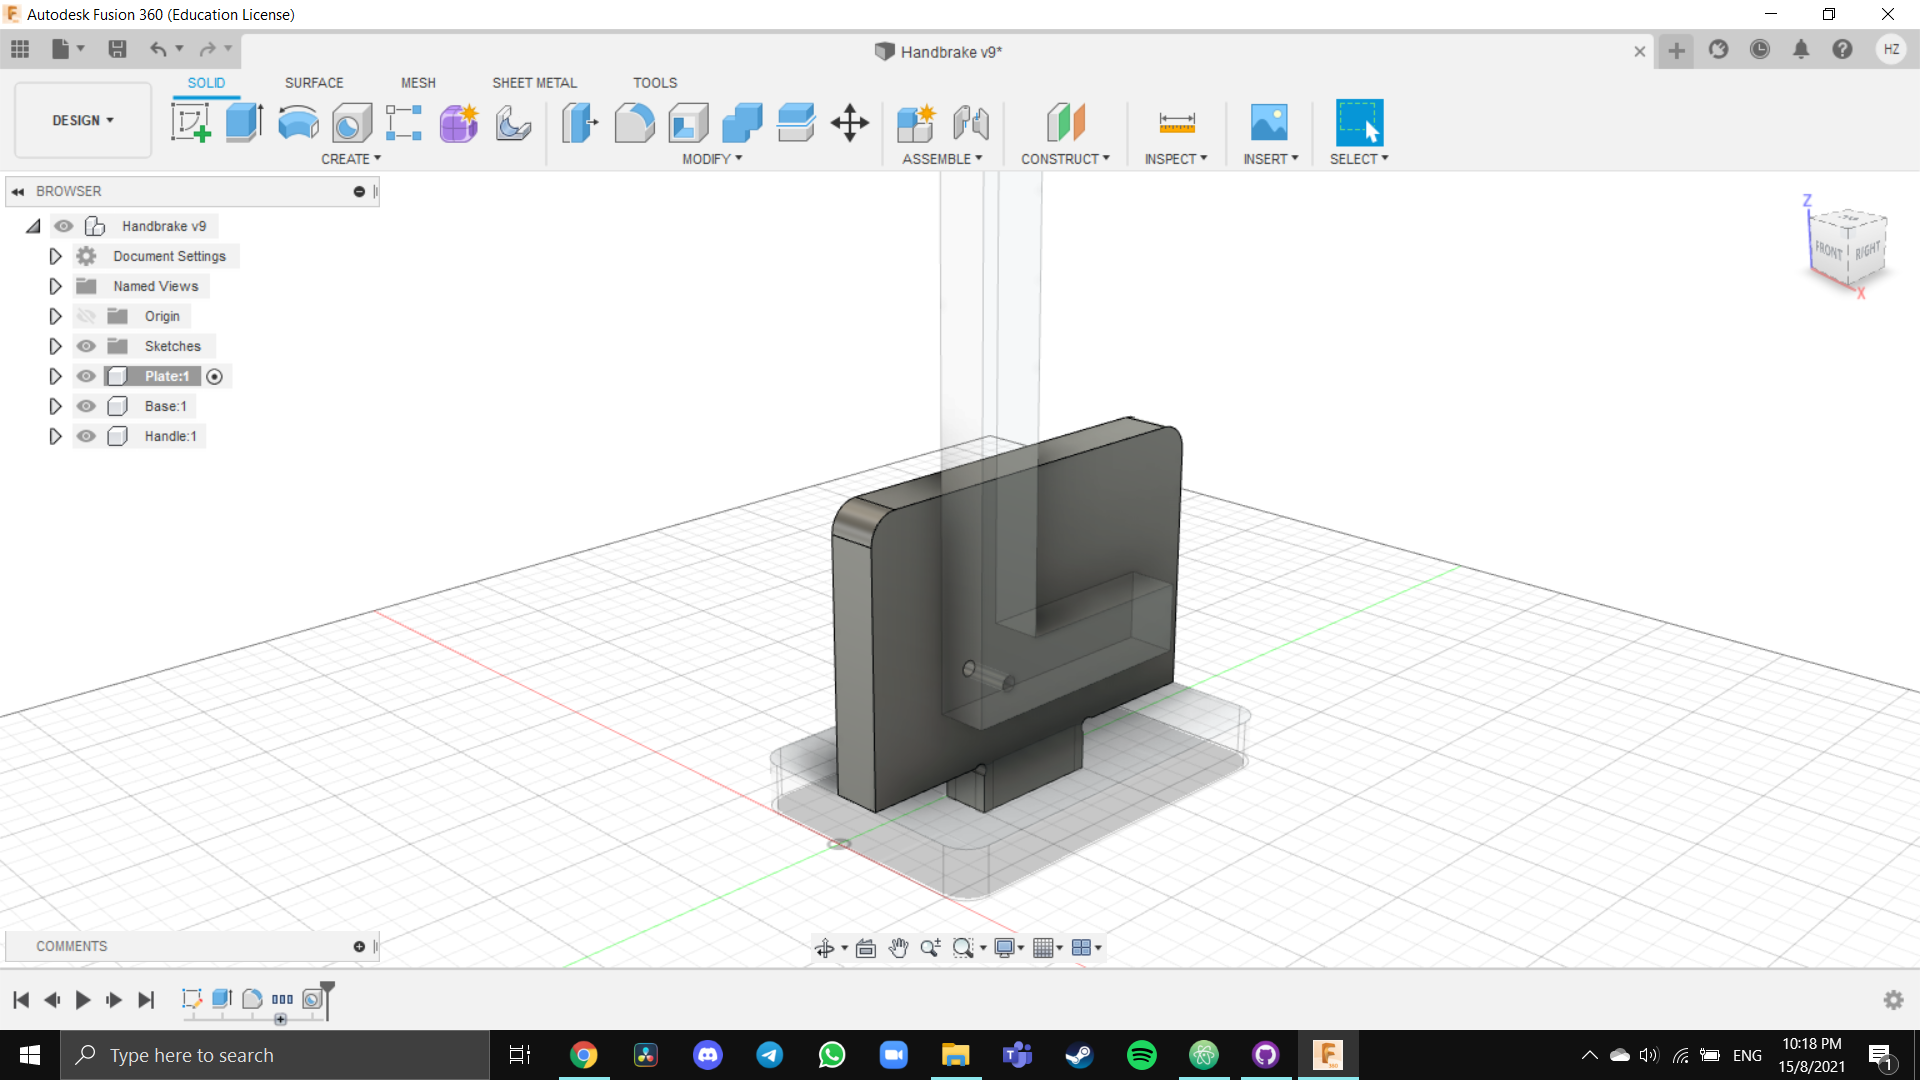 Autodesk Fusion 360 (Education License)
Handbrake v9*
HZ
DESIGN
SOLID
SURFACE
MESH
SHEET METAL
TOOLS
CREATE
MODIFY
ASSEMBLE
CONSTRUCT
INSPECT
INSERT
SELECT
BROWSER
Handbrake v9
Document Settings
Named Views
Origin
Sketches
Plate:1
Base:1
Handle:1
Z
FRONT
RIGHT
X
COMMENTS
Type here to search
ENG
10:18 PM
15/8/2021
1